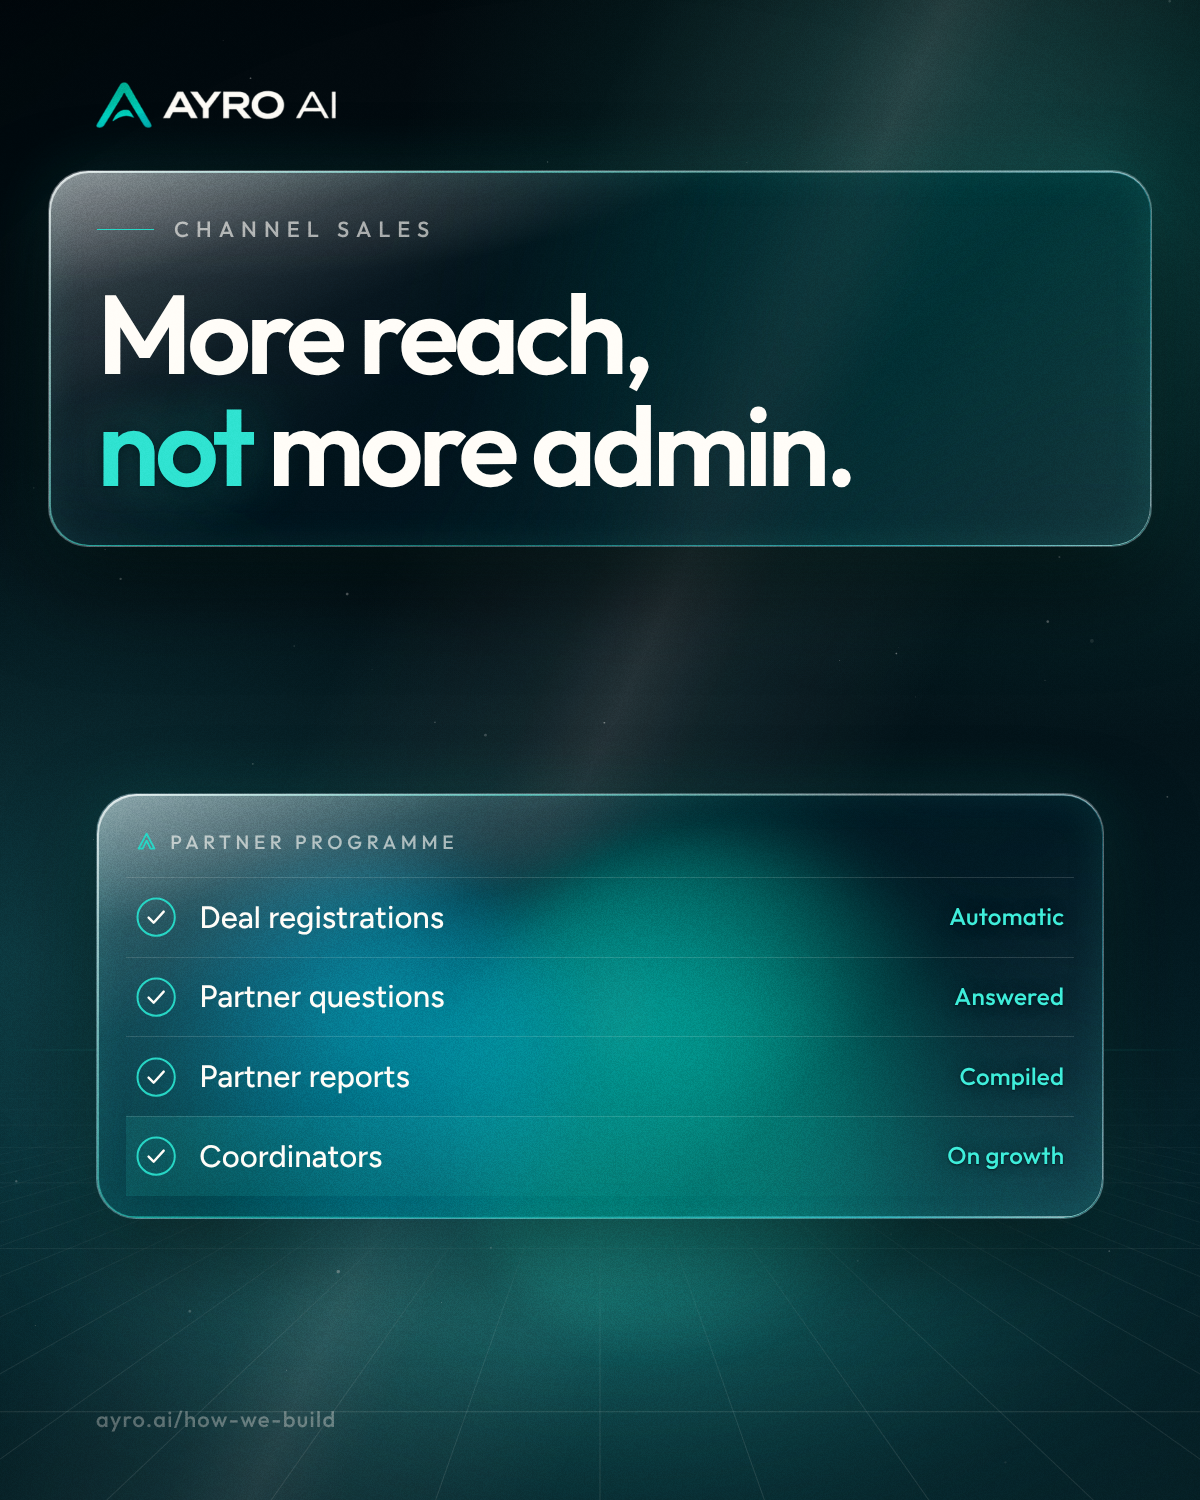 AYRO AI
CHANNEL SALES
More reach,
not more admin.
PARTNER PROGRAMME
Deal registrations Automatic
Partner questions Answered
Partner reports Compiled
Coordinators On growth
ayro.ai/how-we-build